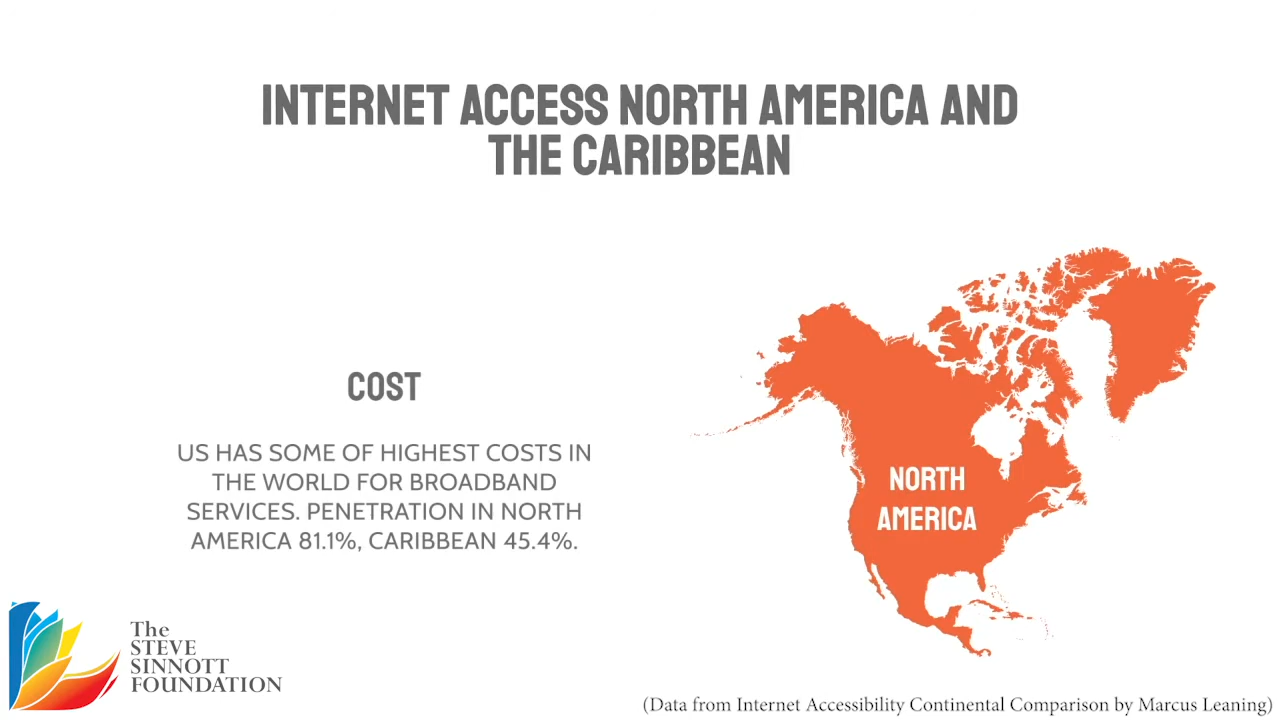 INTERNET ACCESS NORTH AMERICA AND
THE CARIBBEAN
COST
US HAS SOME OF HIGHEST COSTS IN
THE WORLD FOR BROADBAND
SERVICES. PENETRATION IN NORTH
AMERICA 81.1%, CARIBBEAN 45.4%.
NORTH
AMERICA
The
STEVE
SINNOTT
FOUNDATION
(Data from Internet Accessibility Continental Comparison by Marcus Leaning)